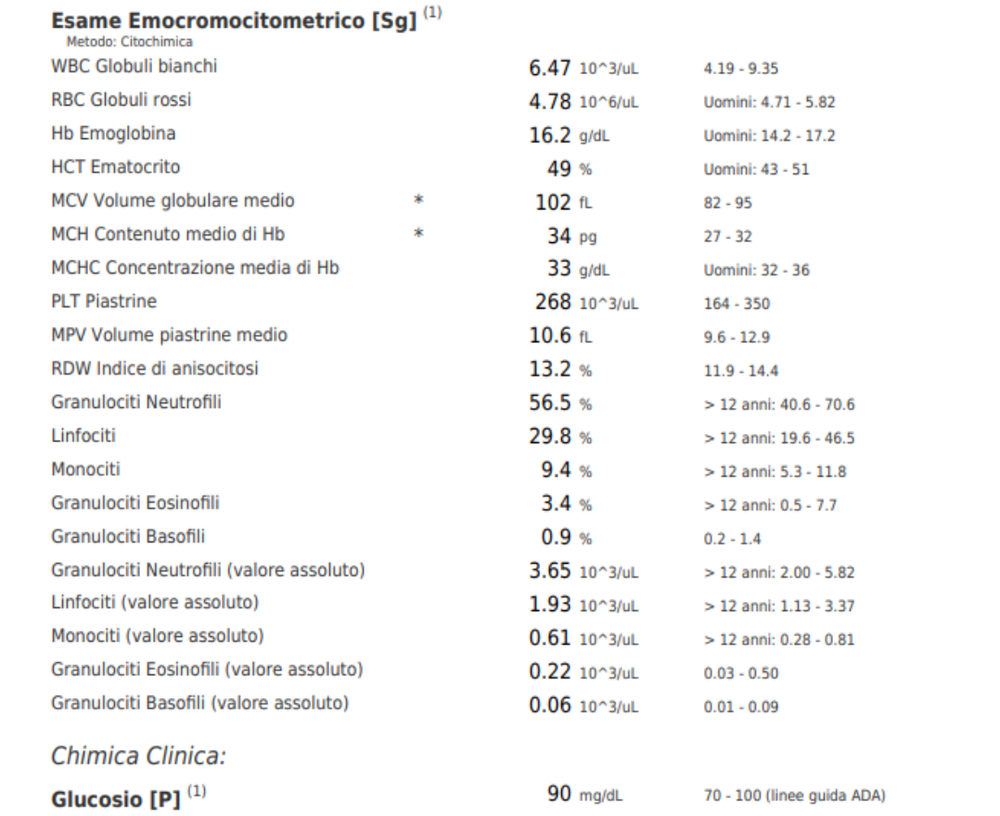 Esame Emocromocitometrico [Sg] (1)
Metodo: Citochimica
WBC Globuli bianchi 6.47 10^3/uL 4.19 - 9.35
RBC Globuli rossi 4.78 10^6/uL Uomini: 4.71 - 5.82
Hb Emoglobina 16.2 g/dL Uomini: 14.2 - 17.2
HCT Ematocrito 49 % Uomini: 43 - 51
MCV Volume globulare medio * 102 fL 82 - 95
MCH Contenuto medio di Hb * 34 pg 27 - 32
MCHC Concentrazione media di Hb 33 g/dL Uomini: 32 - 36
PLT Piastrine 268 10^3/uL 164 - 350
MPV Volume piastrine medio 10.6 fL 9.6 - 12.9
RDW Indice di anisocitosi 13.2 % 11.9 - 14.4
Granulociti Neutrofili 56.5 % > 12 anni: 40.6 - 70.6
Linfociti 29.8 % > 12 anni: 19.6 - 46.5
Monociti 9.4 % > 12 anni: 5.3 - 11.8
Granulociti Eosinofili 3.4 % > 12 anni: 0.5 - 7.7
Granulociti Basofili 0.9 % 0.2 - 1.4
Granulociti Neutrofili (valore assoluto) 3.65 10^3/uL > 12 anni: 2.00 - 5.82
Linfociti (valore assoluto) 1.93 10^3/uL > 12 anni: 1.13 - 3.37
Monociti (valore assoluto) 0.61 10^3/uL > 12 anni: 0.28 - 0.81
Granulociti Eosinofili (valore assoluto) 0.22 10^3/uL 0.03 - 0.50
Granulociti Basofili (valore assoluto) 0.06 10^3/uL 0.01 - 0.09
Chimica Clinica:
Glucosio [P] (1) 90 mg/dL 70 - 100 (linee guida ADA)